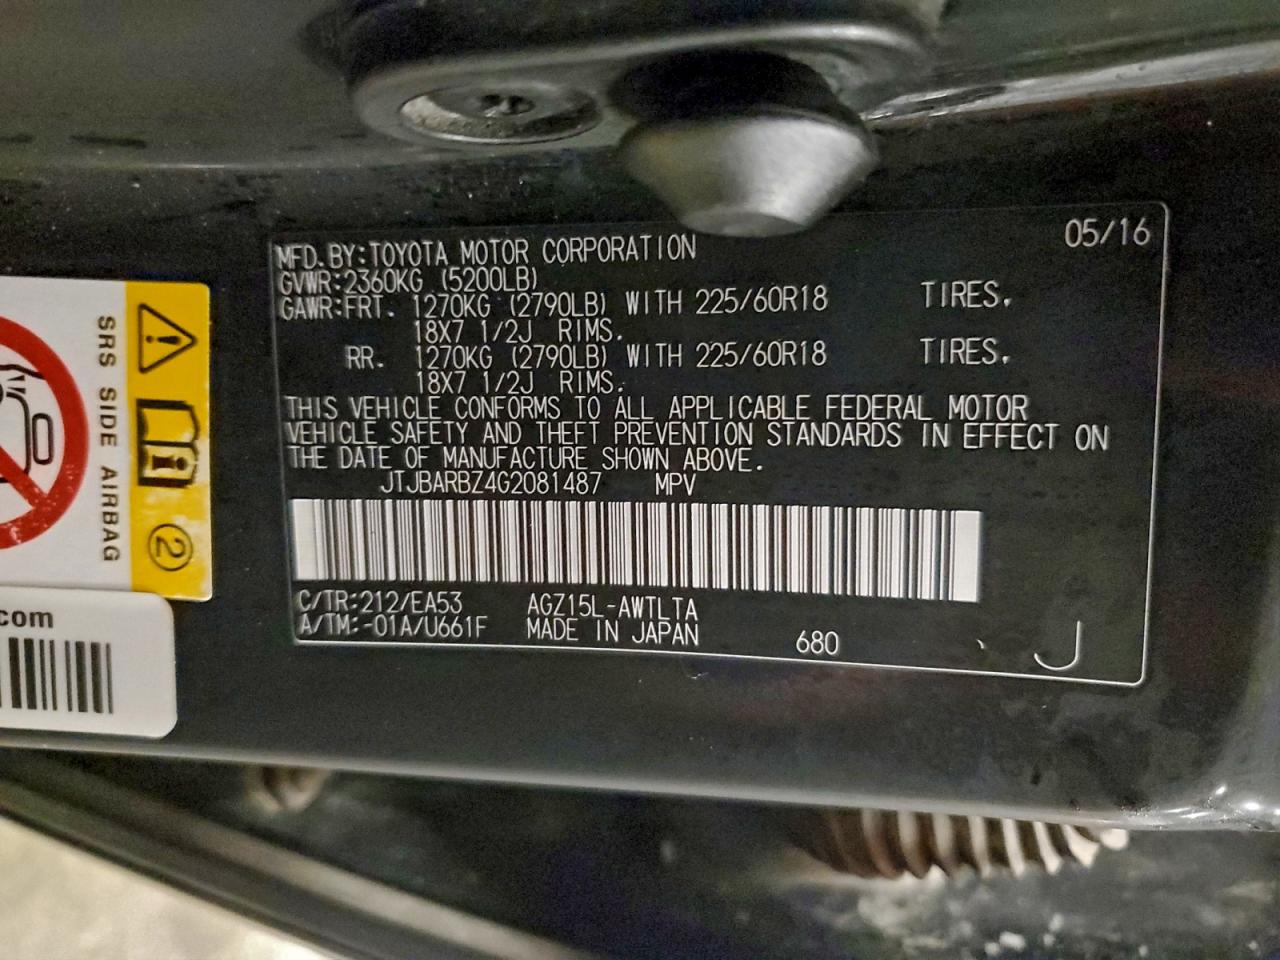 05/16
MFD.BY:TOYOTA MOTOR CORPORATION
GVWR:2360KG (5200LB)
GAWR:FRT. 1270KG (2790LB) WITH 225/60R18 TIRES.
18X7 1/2J RIMS.
RR. 1270KG (2790LB) WITH 225/60R18 TIRES.
18X7 1/2J RIMS.
THIS VEHICLE CONFORMS TO ALL APPLICABLE FEDERAL MOTOR
VEHICLE SAFETY AND THEFT PREVENTION STANDARDS IN EFFECT ON
THE DATE OF MANUFACTURE SHOWN ABOVE.
JTJBARBZ4G2081487 MPV
C/TR:212/EA53 AGZ15L-AWTLTA
A/TM:-01A/U661F MADE IN JAPAN 680 J
SRS SIDE AIRBAG
2
com